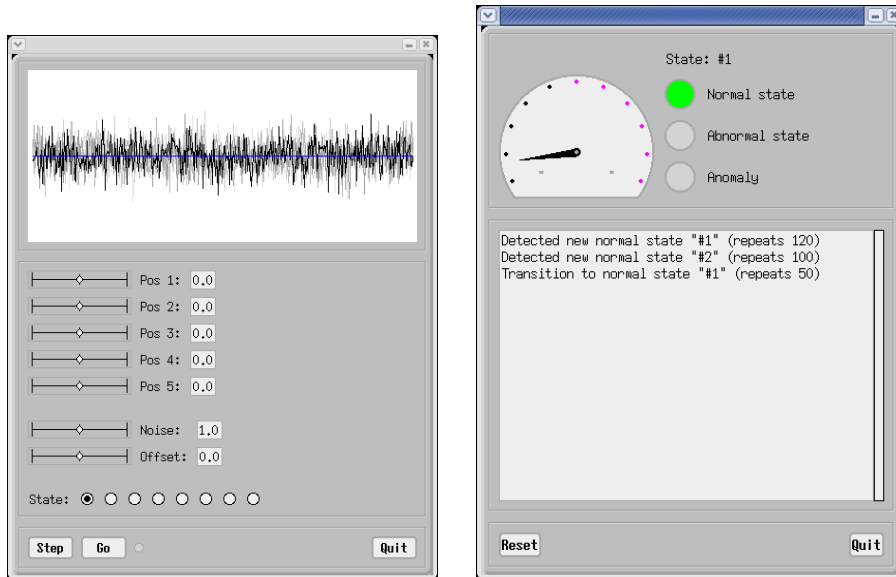 Pos 1: 0.0
Pos 2: 0.0
Pos 3: 0.0
Pos 4: 0.0
Pos 5: 0.0
Noise: 1.0
Offset: 0.0
State:
Step Go Quit
State: #1
Normal state
Abnormal state
Anomaly
Detected new normal state "#1" (repeats 120)
Detected new normal state "#2" (repeats 100)
Transition to normal state "#1" (repeats 50)
Reset Quit